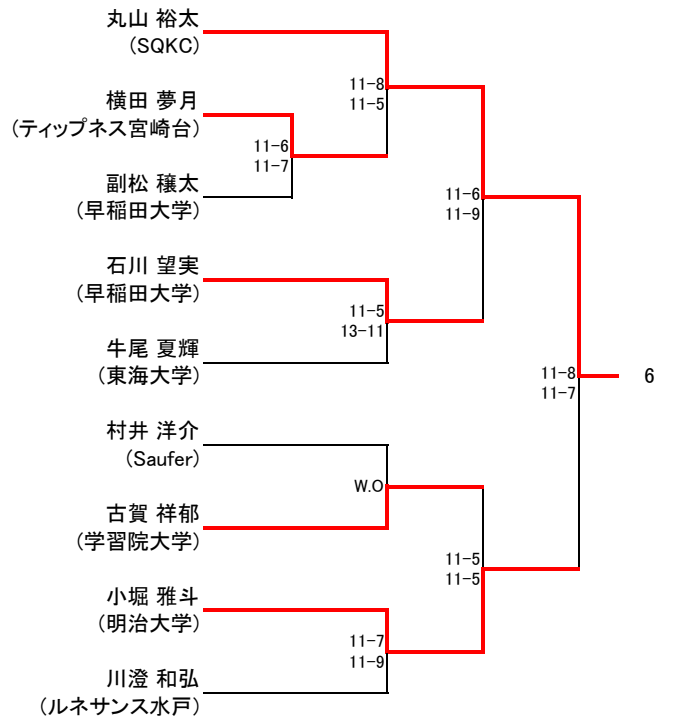 丸山 裕太
(SQKC)
11-8
11-5
横田 夢月
(ティップネス宮崎台)
11-6
11-7
副松 穣太
(早稲田大学)
11-6
11-9
石川 望実
(早稲田大学)
11-5
13-11
牛尾 夏輝
(東海大学)
11-8
11-7
6
村井 洋介
(Saufer)
W.O
古賀 祥郁
(学習院大学)
11-5
11-5
小堀 雅斗
(明治大学)
11-7
11-9
川澄 和弘
(ルネサンス水戸)